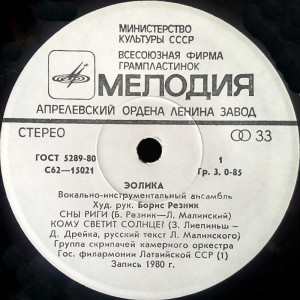 МИНИСТЕРСТВО
КУЛЬТУРЫ СССР
ВСЕСОЮЗНАЯ ФИРМА
ГРАМПЛАСТИНОК
МЕЛОДИЯ
АПРЕЛЕВСКИЙ ОРДЕНА ЛЕНИНА ЗАВОД
СТЕРЕО 33
ГОСТ 5289-80 1
С62—15021 Гр. 3. 0-85
ЭОЛИКА
Вокально-инструментальный ансамбль
Худ. рук. Борис Резник
СНЫ РИГИ (Б. Резник—Л. Малинский)
КОМУ СВЕТИТ СОЛНЦЕ? (З. Лиепиньш—
Д. Дрейка, русский текст Л. Малинского)
Группа скрипачей камерного оркестра
Гос. филармонии Латвийской ССР (1)
Запись 1980 г.